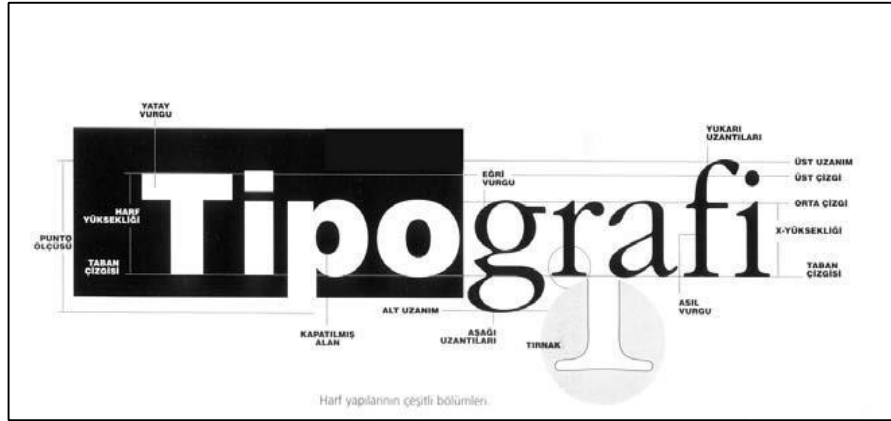 YATAY
VURGU
YUKARI
UZANTILARI
ÜST UZANIM
EĞRİ
VURGU
ÜST ÇİZGİ
HARF
YÜKSEKLİĞİ
ORTA ÇİZGİ
PUNTO
ÖLÇÜSÜ
Tipografi
X-YÜKSEKLİĞİ
TABAN
ÇİZGİSİ
TABAN
ÇİZGİSİ
ALT UZANIM
ASIL
VURGU
KAPATILMIŞ
ALAN
AŞAĞI
UZANTILARI
TIRNAK
Harf yapılarının çeşitli bölümleri.